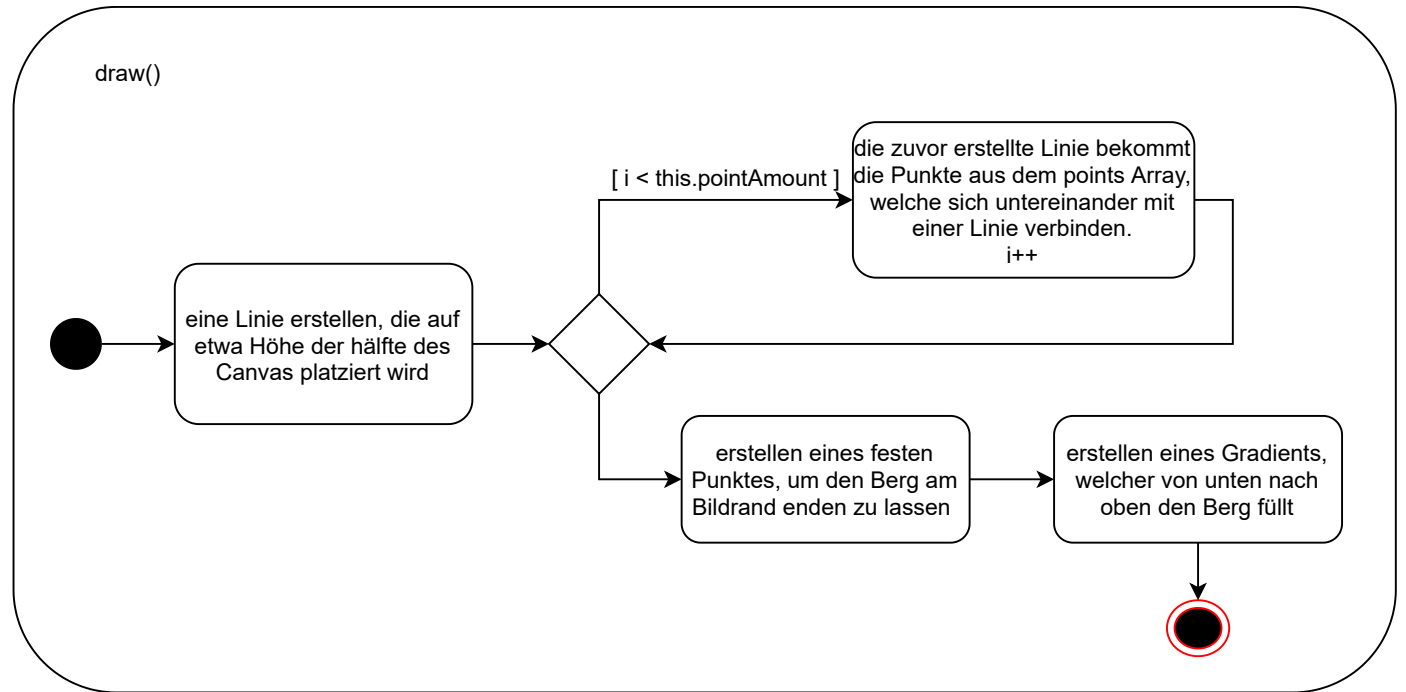 draw()
[ i < this.pointAmount ]
die zuvor erstellte Linie bekommt
die Punkte aus dem points Array,
welche sich untereinander mit
einer Linie verbinden.
i++
eine Linie erstellen, die auf
etwa Höhe der hälfte des
Canvas platziert wird
erstellen eines festen
Punktes, um den Berg am
Bildrand enden zu lassen
erstellen eines Gradients,
welcher von unten nach
oben den Berg füllt